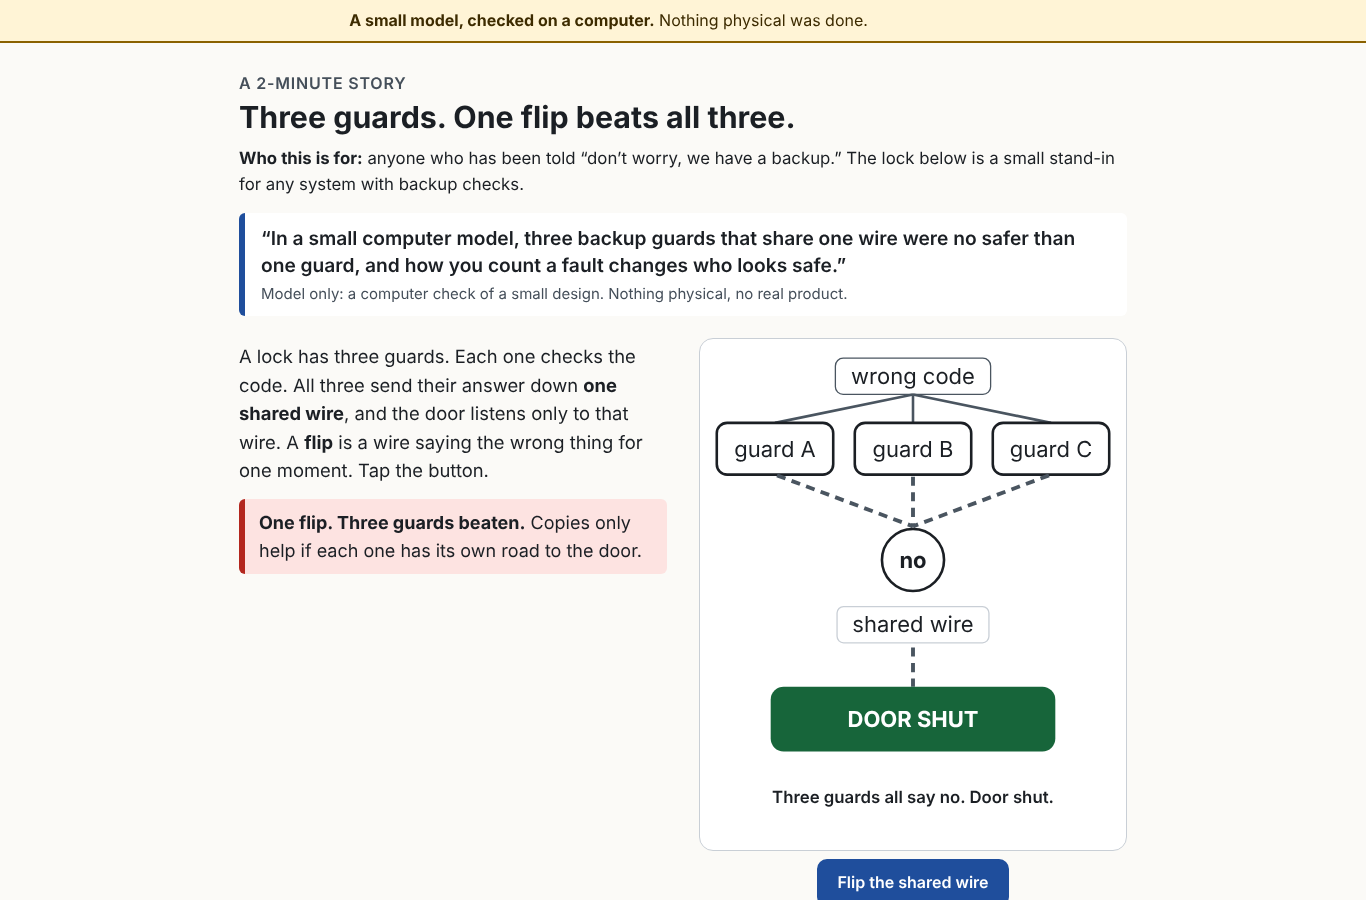 A small model, checked on a computer. Nothing physical was done.
A 2-MINUTE STORY
Three guards. One flip beats all three.
Who this is for: anyone who has been told “don’t worry, we have a backup.” The lock below is a small stand-in
for any system with backup checks.
“In a small computer model, three backup guards that share one wire were no safer than
one guard, and how you count a fault changes who looks safe.”
Model only: a computer check of a small design. Nothing physical, no real product.
A lock has three guards. Each one checks the
code. All three send their answer down one
shared wire, and the door listens only to that
wire. A flip is a wire saying the wrong thing for
one moment. Tap the button.
One flip. Three guards beaten. Copies only
help if each one has its own road to the door.
wrong code
guard A guard B guard C
no
shared wire
DOOR SHUT
Three guards all say no. Door shut.
Flip the shared wire